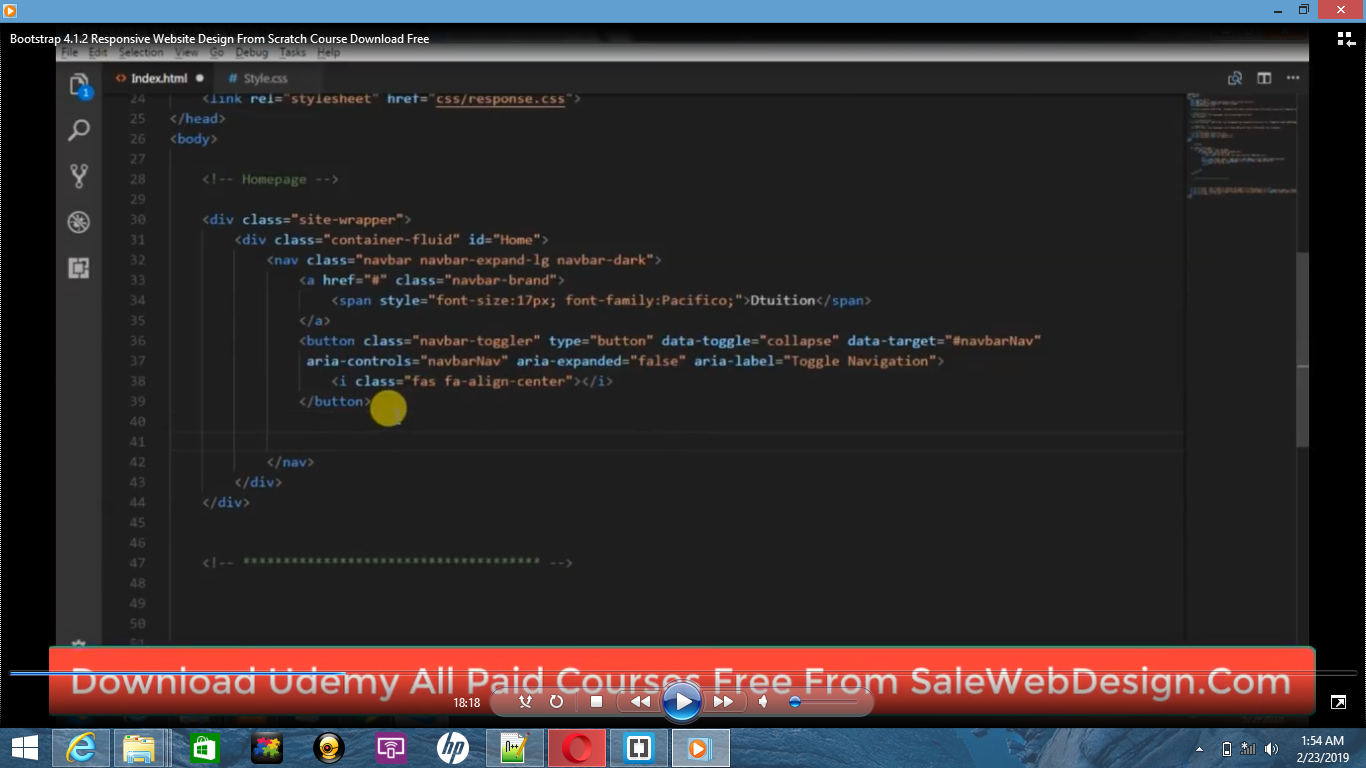 Bootstrap 4.1.2 Responsive Website Design From Scratch Course Download Free
File Edit Selection View Go Debug Tasks Help
<> Index.html ● # Style.css
1
24 <link rel="stylesheet" href="css/response.css">
25 </head>
26 <body>
27
28 <!-- Homepage -->
29
30 <div class="site-wrapper">
31 <div class="container-fluid" id="Home">
32 <nav class="navbar navbar-expand-lg navbar-dark">
33 <a href="#" class="navbar-brand">
34 <span style="font-size:17px; font-family:Pacifico;">Dtuition</span>
35 </a>
36 <button class="navbar-toggler" type="button" data-toggle="collapse" data-target="#navbarNav"
37 aria-controls="navbarNav" aria-expanded="false" aria-label="Toggle Navigation">
38 <i class="fas fa-align-center"></i>
39 </button>
40
41
42 </nav>
43 </div>
44 </div>
45
46
47 <!-- ************************************* -->
48
49
50
Download Udemy All Paid Courses Free From SaleWebDesign.Com
18:18
hp
1:54 AM
2/23/2019